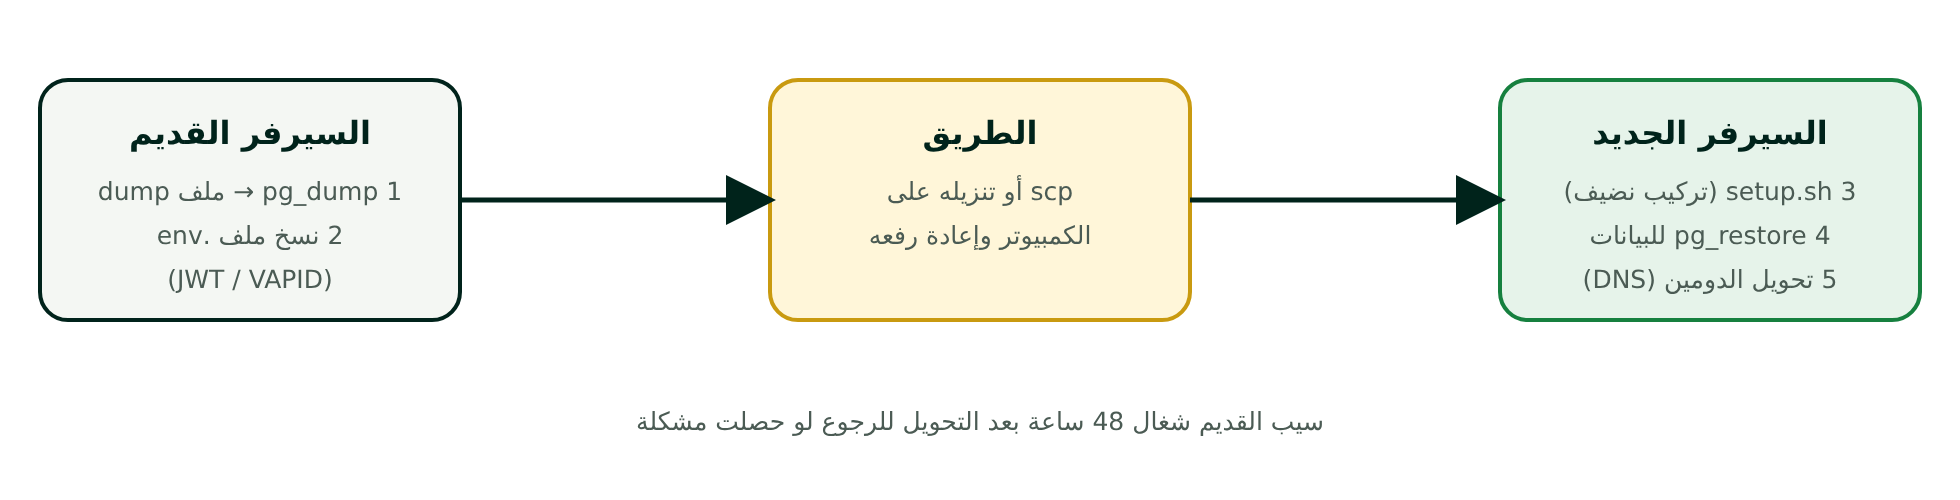 السيرفر القديم
1 pg_dump → ملف dump
2 نسخ ملف .env
(JWT / VAPID)
الطريق
scp أو تنزيله على
الكمبيوتر وإعادة رفعه
السيرفر الجديد
3 setup.sh (تركيب نضيف)
4 pg_restore للبيانات
5 تحويل الدومين (DNS)
سيب القديم شغال 48 ساعة بعد التحويل للرجوع لو حصلت مشكلة